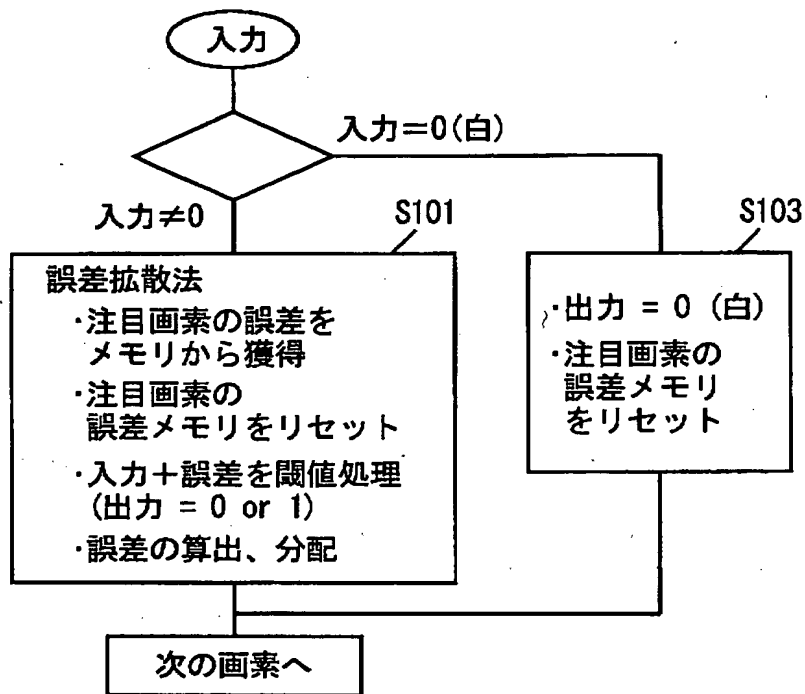 入力
入力=0(白)
入力≠0
S101
誤差拡散法
・注目画素の誤差を
メモリから獲得
・注目画素の
誤差メモリをリセット
・入力+誤差を閾値処理
(出力 = 0 or 1)
・誤差の算出、分配
S103
・出力 = 0 (白)
・注目画素の
誤差メモリ
をリセット
次の画素へ